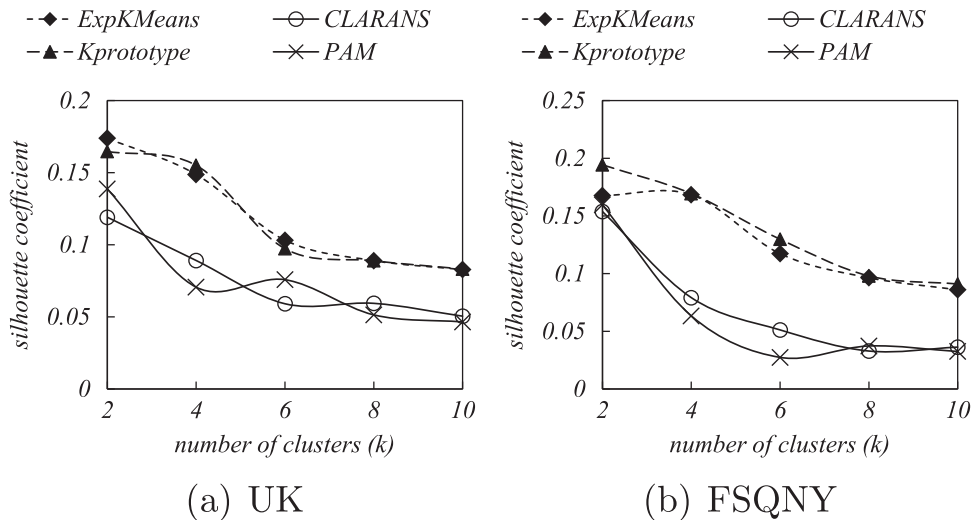 ExpKMeans CLARANS
Kprototype PAM
0.2
0.15
0.1
0.05
0
silhouette coefficient
2 4 6 8 10
number of clusters (k)
(a) UK
ExpKMeans CLARANS
Kprototype PAM
0.25
0.2
0.15
0.1
0.05
0
silhouette coefficient
2 4 6 8 10
number of clusters (k)
(b) FSQNY